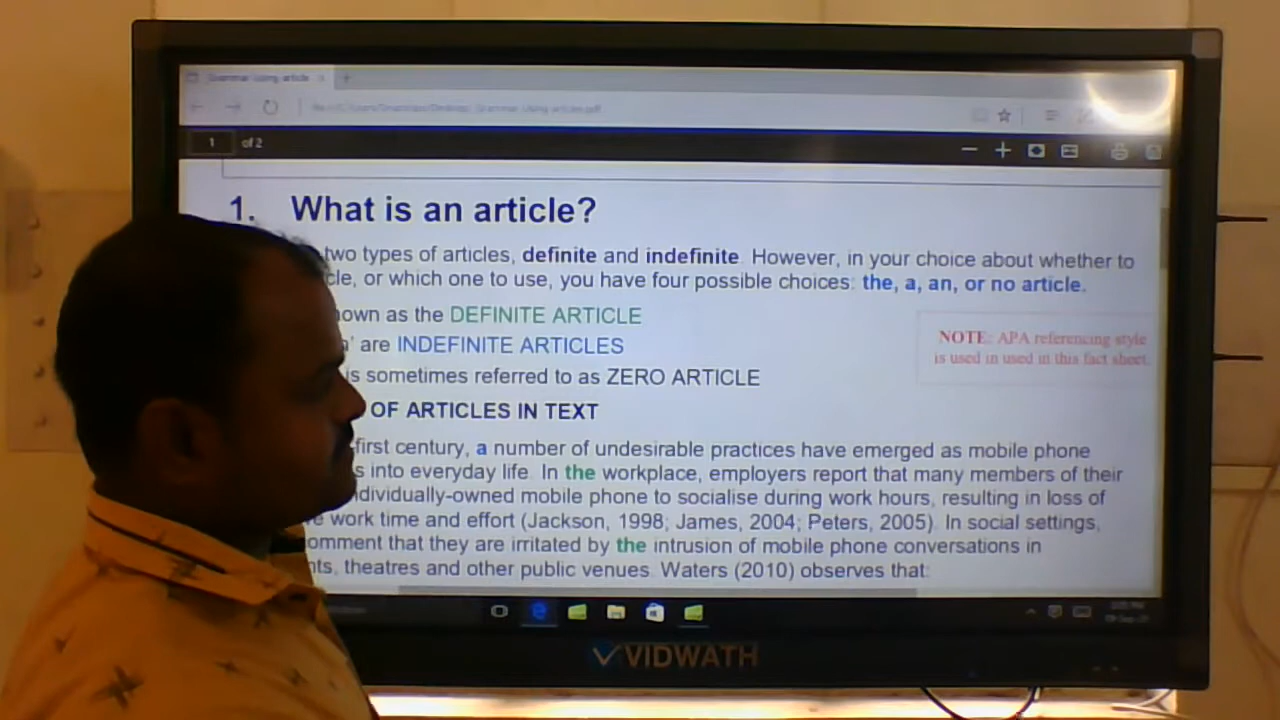 Grammar Using article
1 of 2
1. What is an article?
two types of articles, definite and indefinite. However, in your choice about whether to
cle, or which one to use, you have four possible choices: the, a, an, or no article.
own as the DEFINITE ARTICLE
n' are INDEFINITE ARTICLES
is sometimes referred to as ZERO ARTICLE
NOTE: APA referencing style
is used in used in this fact sheet.
OF ARTICLES IN TEXT
first century, a number of undesirable practices have emerged as mobile phone
s into everyday life. In the workplace, employers report that many members of their
dividually-owned mobile phone to socialise during work hours, resulting in loss of
e work time and effort (Jackson, 1998; James, 2004; Peters, 2005). In social settings,
omment that they are irritated by the intrusion of mobile phone conversations in
nts, theatres and other public venues. Waters (2010) observes that:
VIDWATH